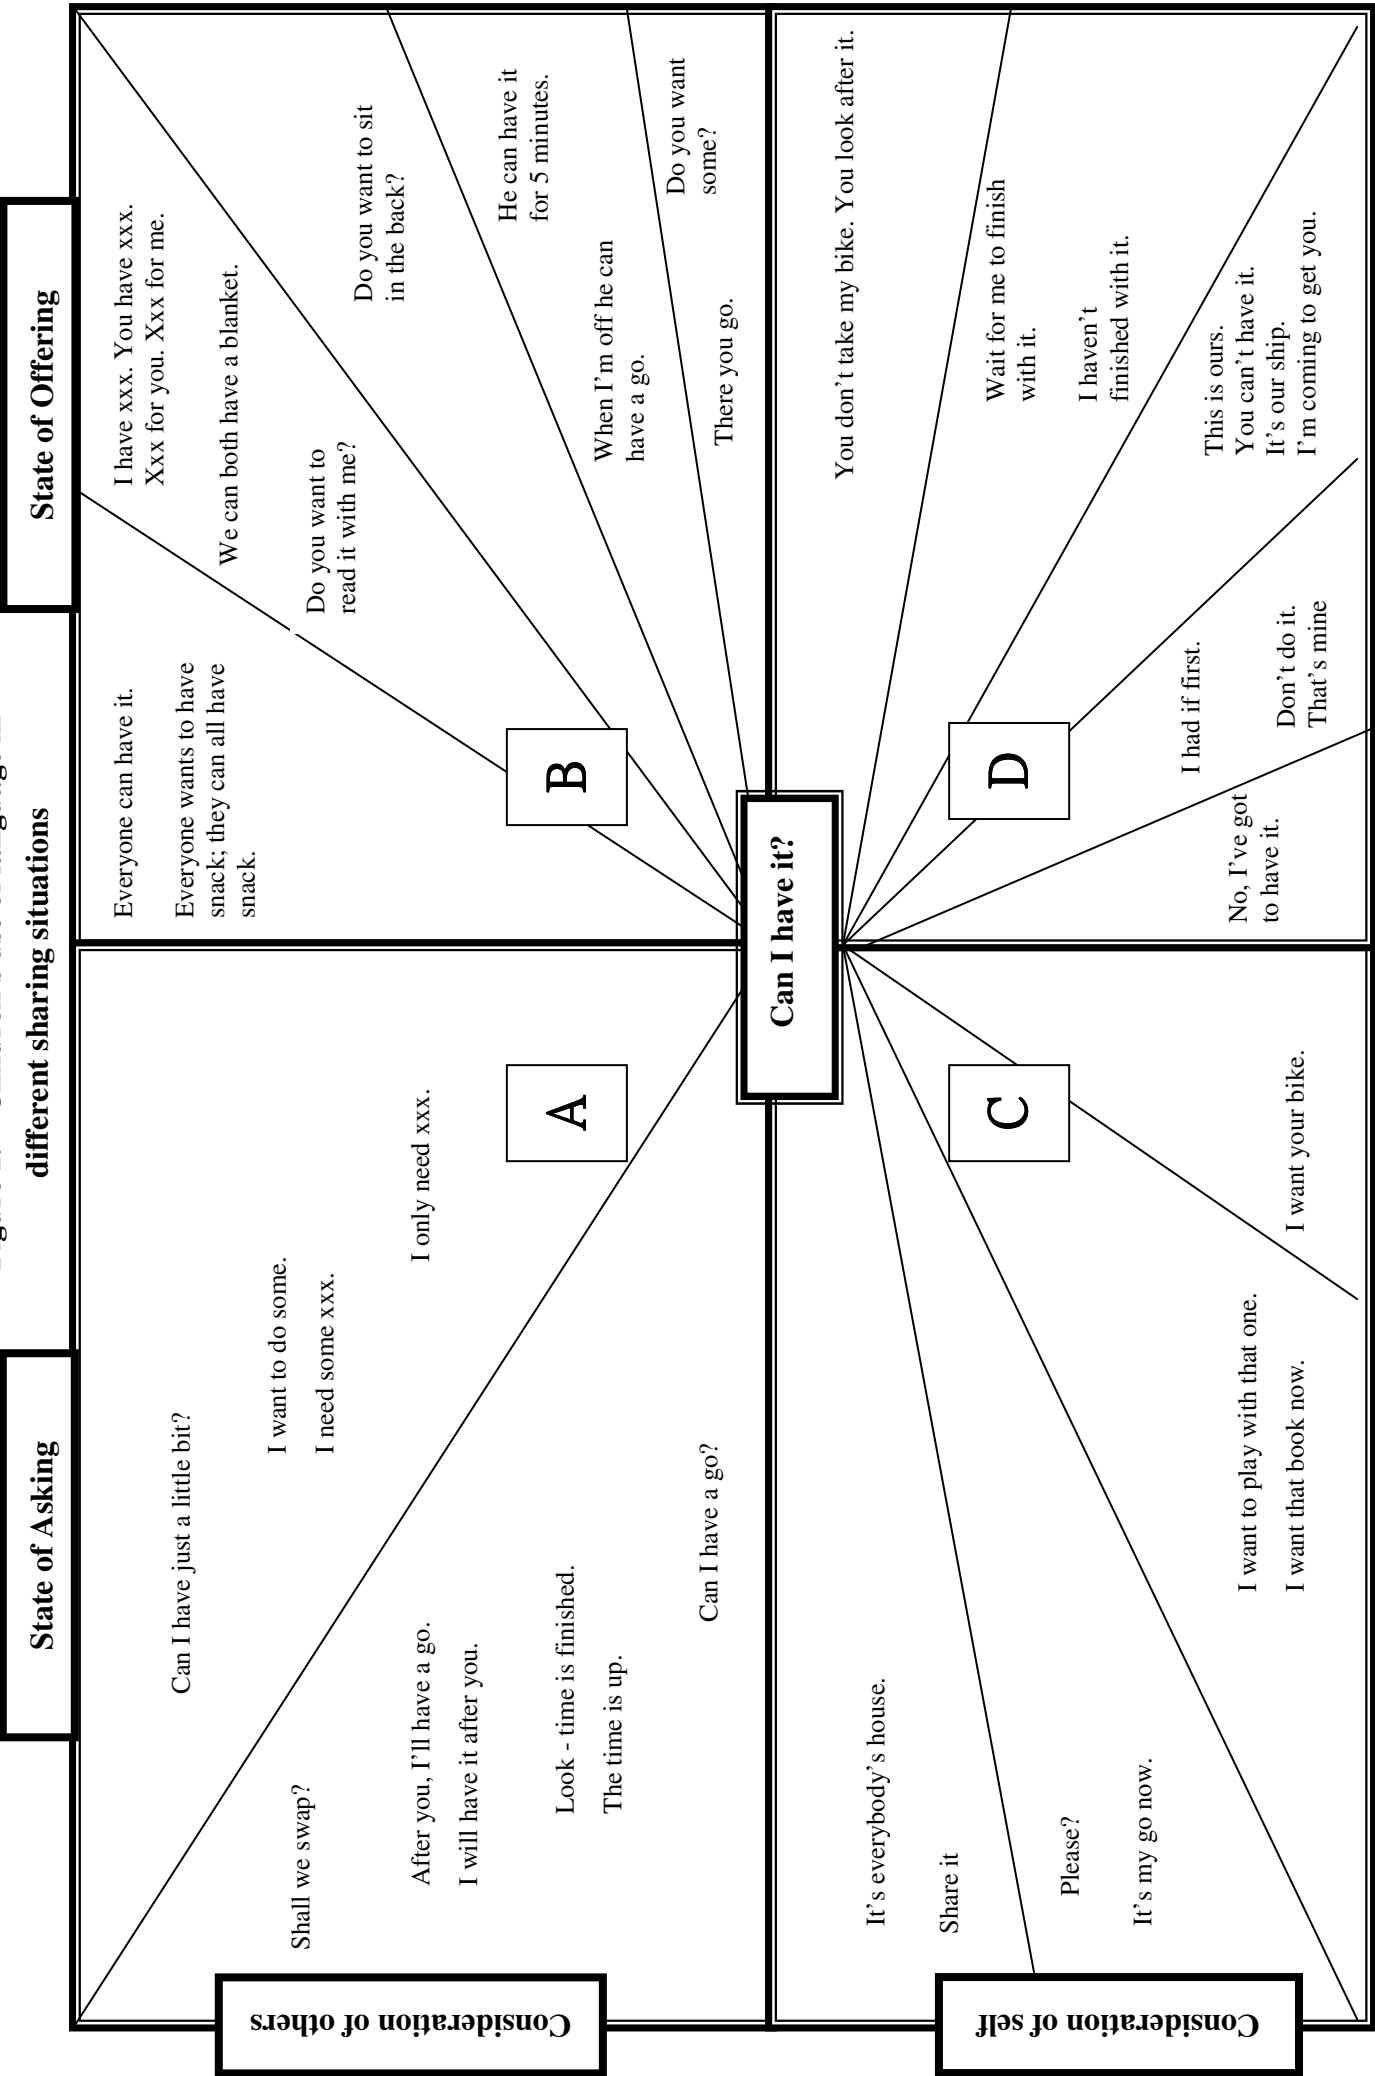 different sharing situations
State of Asking
State of Offering
Consideration of others
Consideration of self
Can I have it?
A
Can I have just a little bit?
I want to do some.
I need some xxx.
I only need xxx.
Shall we swap?
After you, I'll have a go.
I will have it after you.
Look - time is finished.
The time is up.
Can I have a go?
B
Everyone can have it.
Everyone wants to have
snack; they can all have
snack.
I have xxx. You have xxx.
Xxx for you. Xxx for me.
We can both have a blanket.
Do you want to
read it with me?
Do you want to sit
in the back?
He can have it
for 5 minutes.
When I'm off he can
have a go.
Do you want
some?
There you go.
C
It's everybody's house.
Share it
Please?
It's my go now.
I want to play with that one.
I want that book now.
I want your bike.
D
You don't take my bike. You look after it.
Wait for me to finish
with it.
I haven't
finished with it.
This is ours.
You can't have it.
It's our ship.
I'm coming to get you.
I had if first.
Don't do it.
That's mine
No, I've got
to have it.